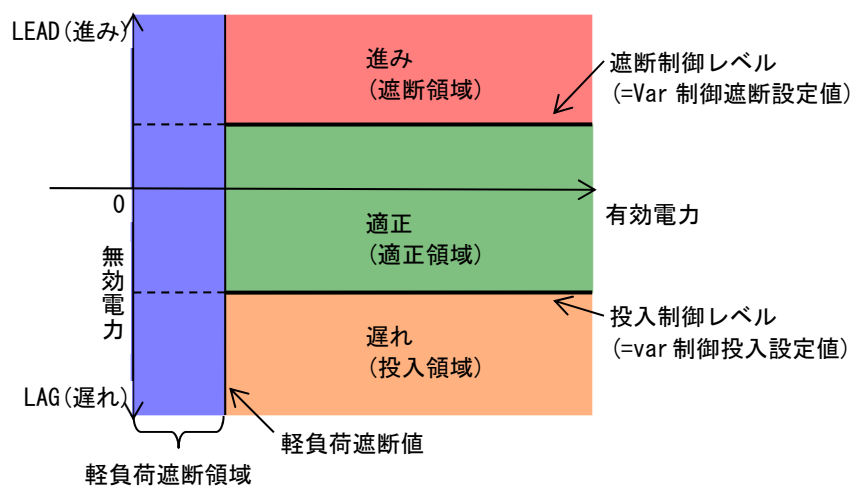 LEAD(進み)
進み
(遮断領域)
遮断制御レベル
(=Var 制御遮断設定値)
0
有効電力
適正
(適正領域)
無効電力
投入制御レベル
(=var 制御投入設定値)
遅れ
(投入領域)
LAG(遅れ)
軽負荷遮断値
軽負荷遮断領域